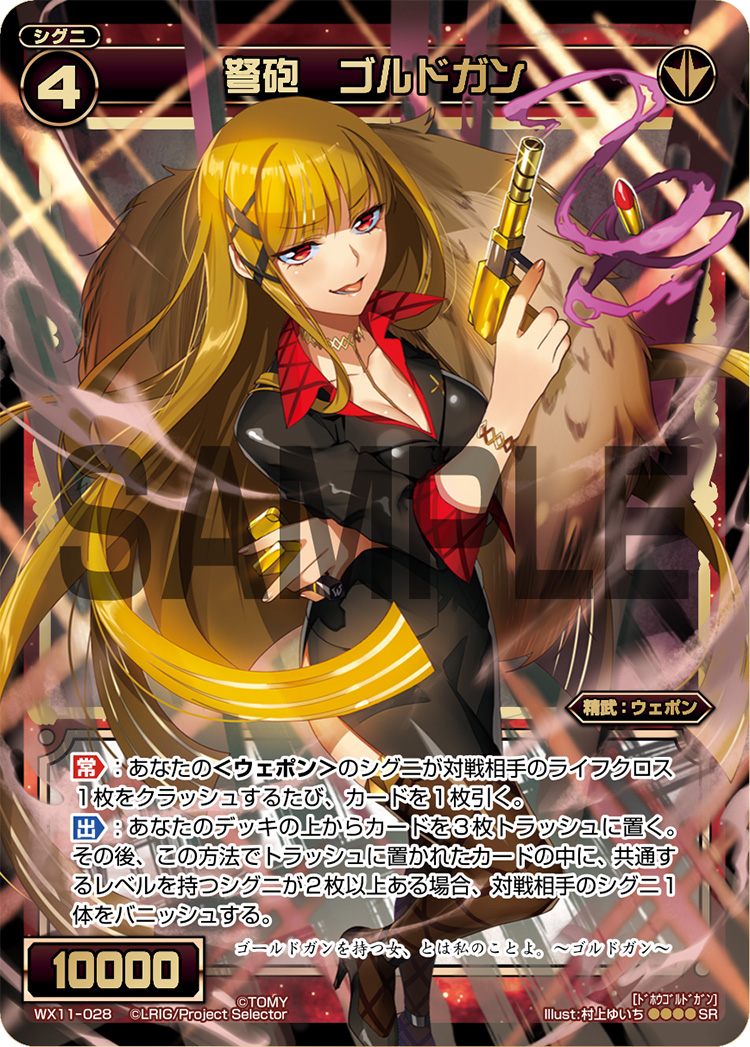 シグニ
4
弩砲 ゴルドガン
SAMPLE
精武：ウェポン
常：あなたの＜ウェポン＞のシグニが対戦相手のライフクロス
１枚をクラッシュするたび、カードを１枚引く。
出：あなたのデッキの上からカードを３枚トラッシュに置く。
その後、この方法でトラッシュに置かれたカードの中に、共通す
るレベルを持つシグニが２枚以上ある場合、対戦相手のシグニ１
体をバニッシュする。
ゴールドガンを持つ女、とは私のことよ。～ゴルドガン～
10000
©TOMY
[ﾄﾞﾎｳｺﾞﾙﾄﾞｶﾞﾝ]
WX11-028 ©LRIG/Project Selector
Illust:村上ゆいち SR